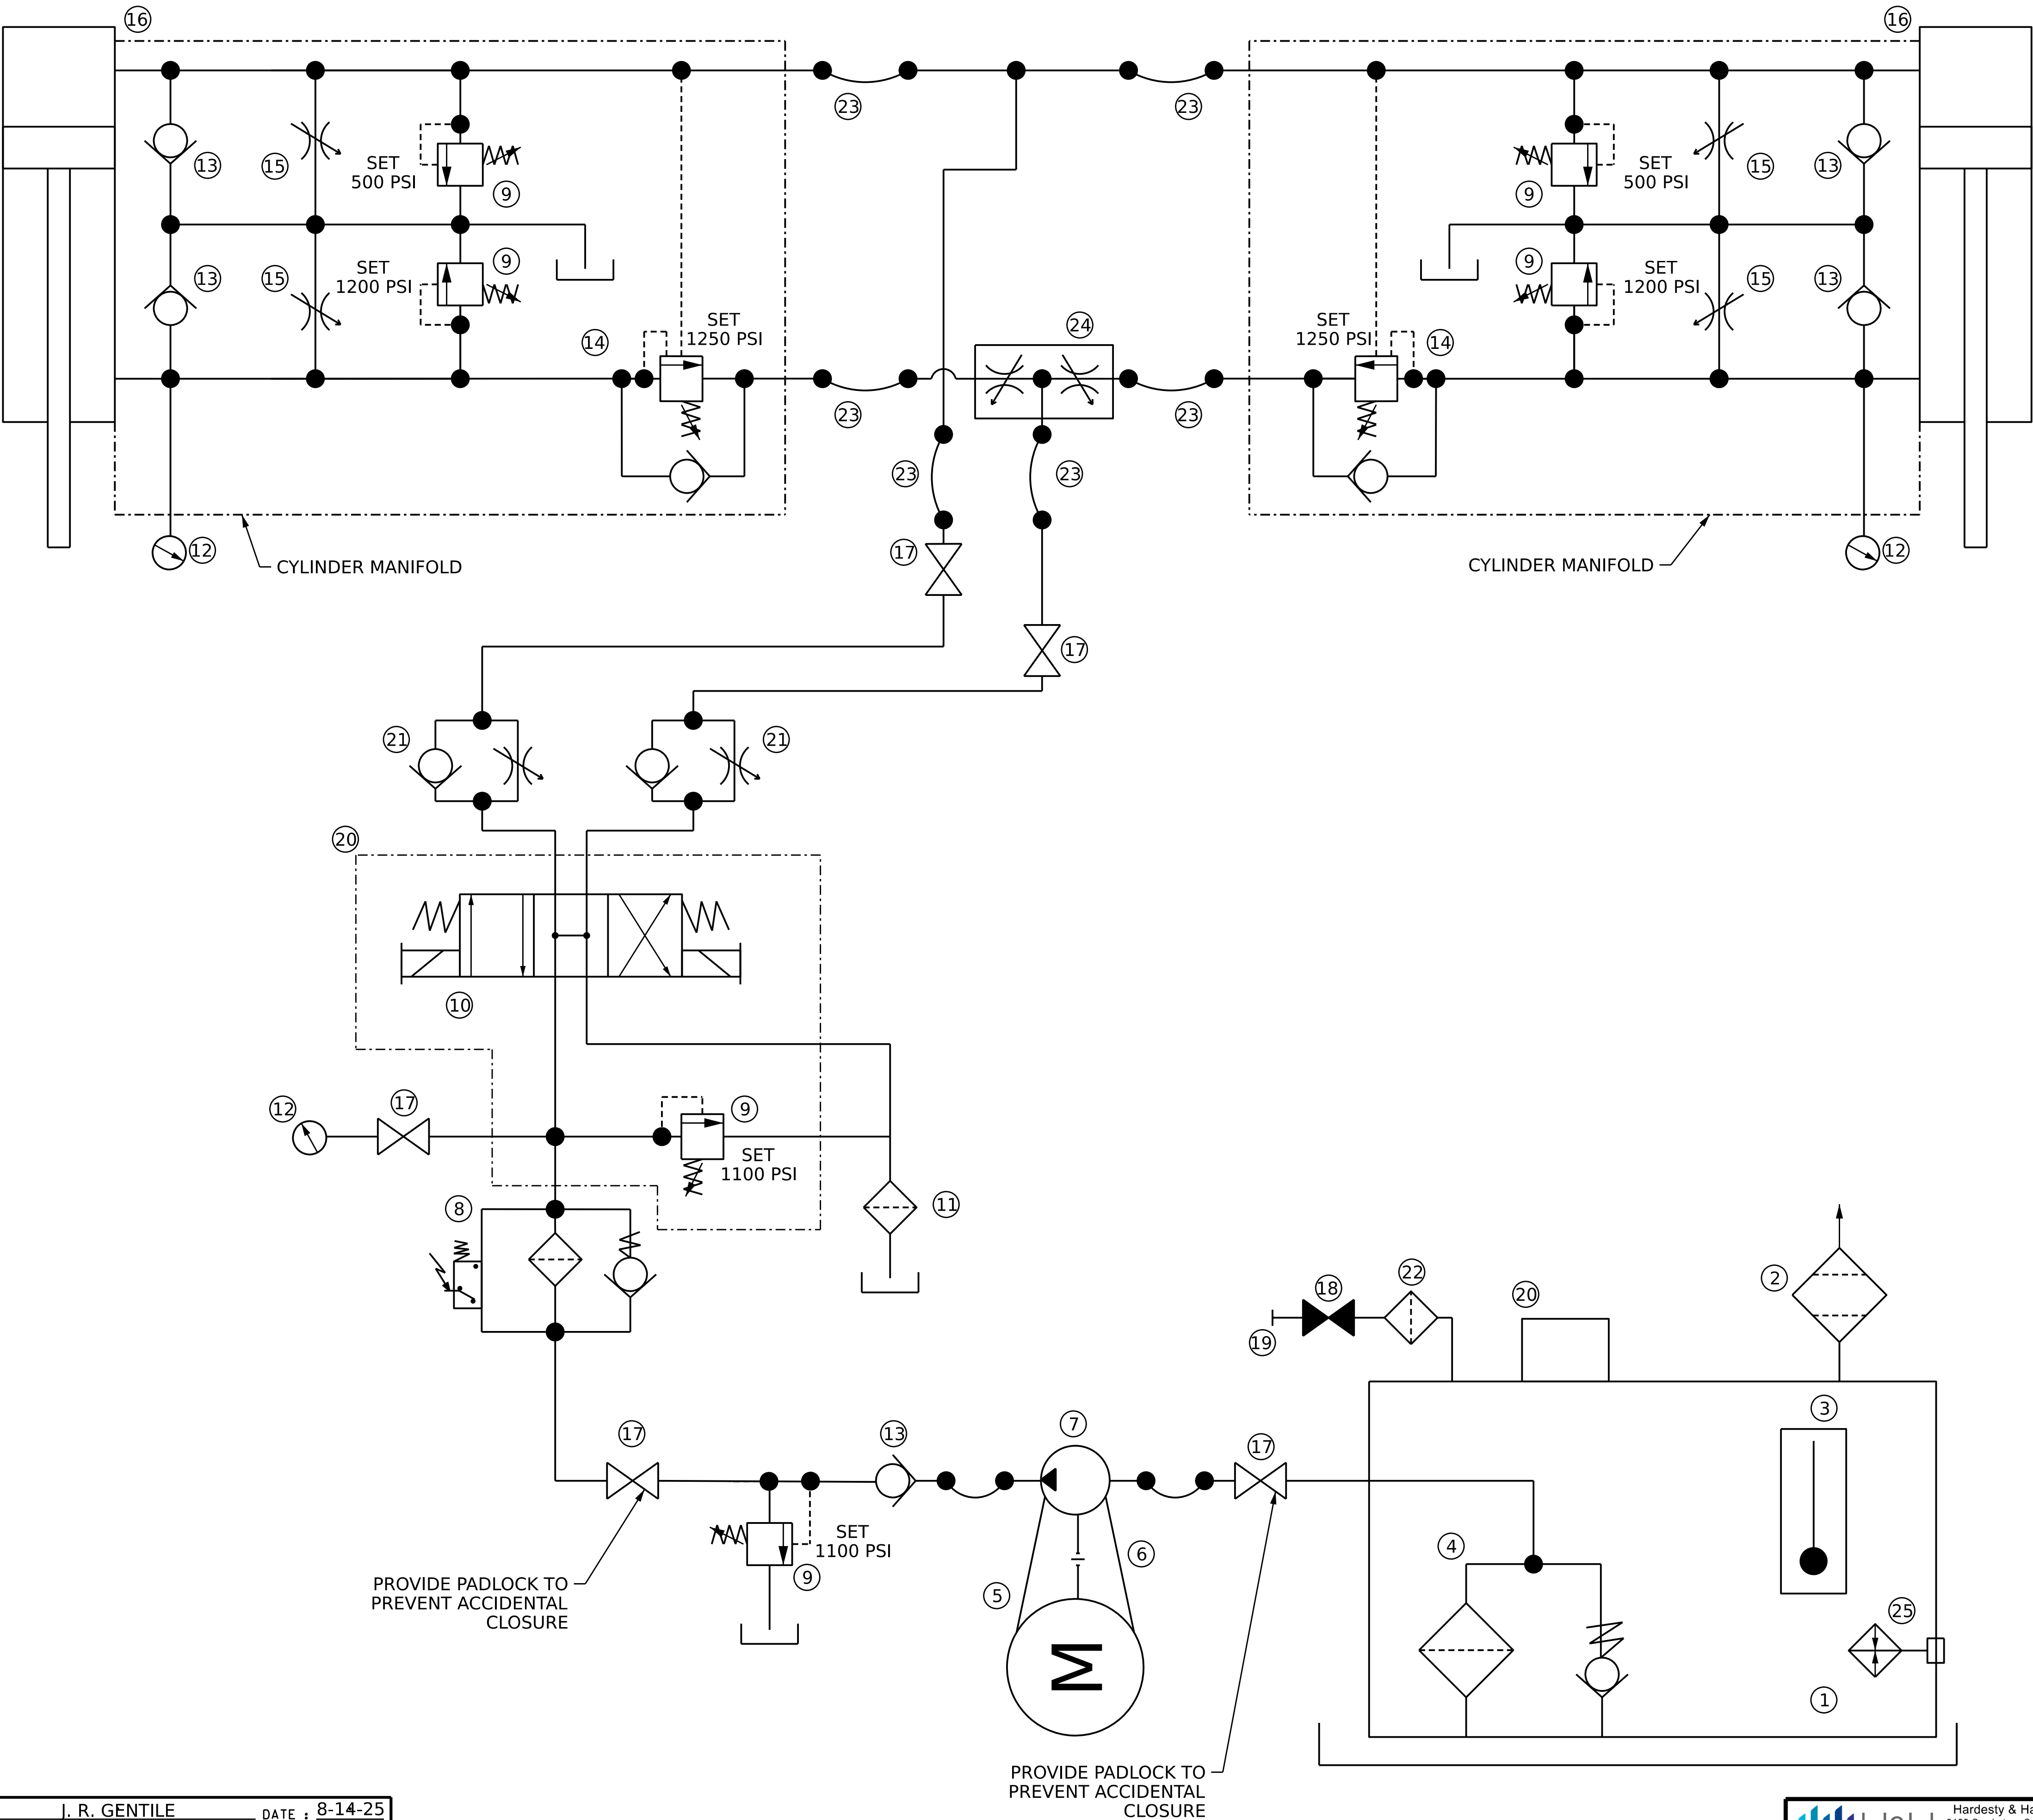 16
16
23
23
13
15
SET
500 PSI
9
9
SET
500 PSI
15
13
13
15
SET
1200 PSI
9
9
SET
1200 PSI
15
13
14
SET
1250 PSI
24
SET
1250 PSI
14
23
23
23
23
12
CYLINDER MANIFOLD
17
CYLINDER MANIFOLD
12
17
21
21
20
10
12
17
9
SET
1100 PSI
8
11
2
22
18
20
19
3
17
13
7
17
SET
1100 PSI
9
4
6
5
25
PROVIDE PADLOCK TO
PREVENT ACCIDENTAL
CLOSURE
M
1
PROVIDE PADLOCK TO
PREVENT ACCIDENTAL
CLOSURE
J. R. GENTILE DATE : 8-14-25
Hardesty & Ha